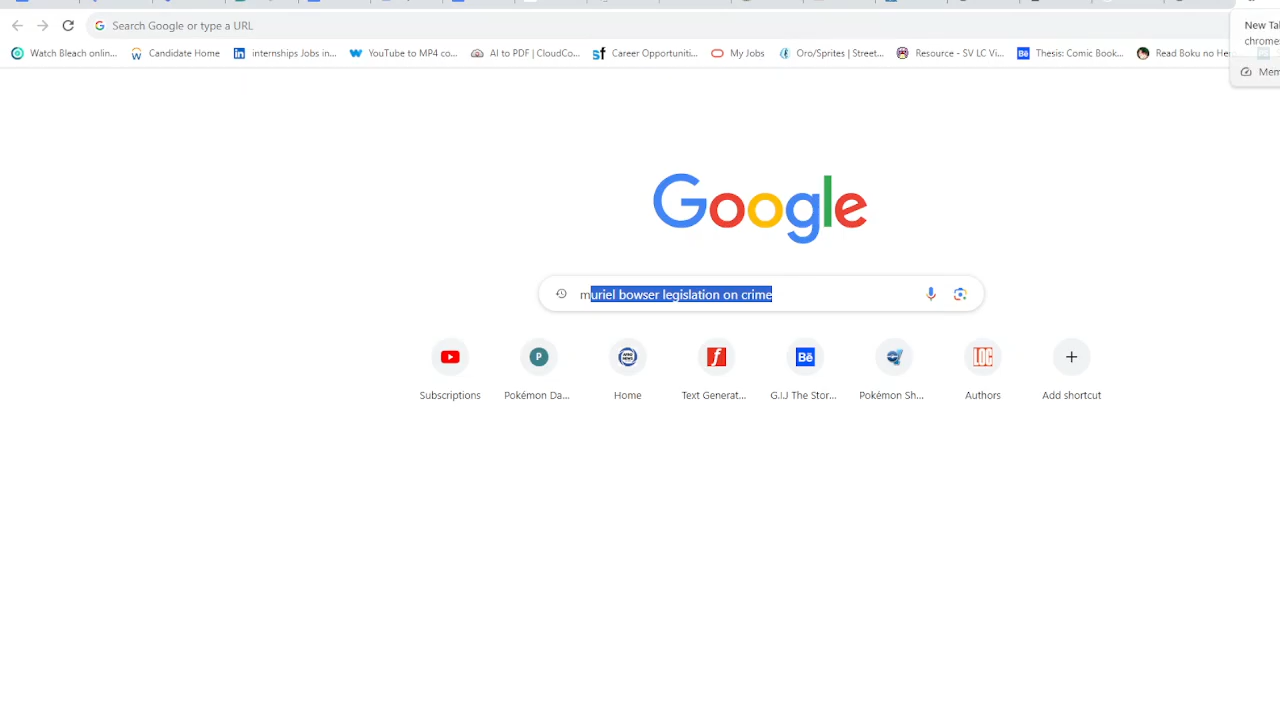 Search Google or type a URL
New Ta
chrome:
Watch Bleach onlin...
Candidate Home
internships Jobs in...
YouTube to MP4 co...
AI to PDF | CloudCo...
Career Opportuniti...
My Jobs
Oro/Sprites | Street...
Resource - SV LC Vi...
Thesis: Comic Book...
Read Boku no He
Mem
Google
muriel bowser legislation on crime
Subscriptions
Pokémon Da...
Home
Text Generat...
G.I.J The Stor...
Pokémon Sh...
Authors
Add shortcut